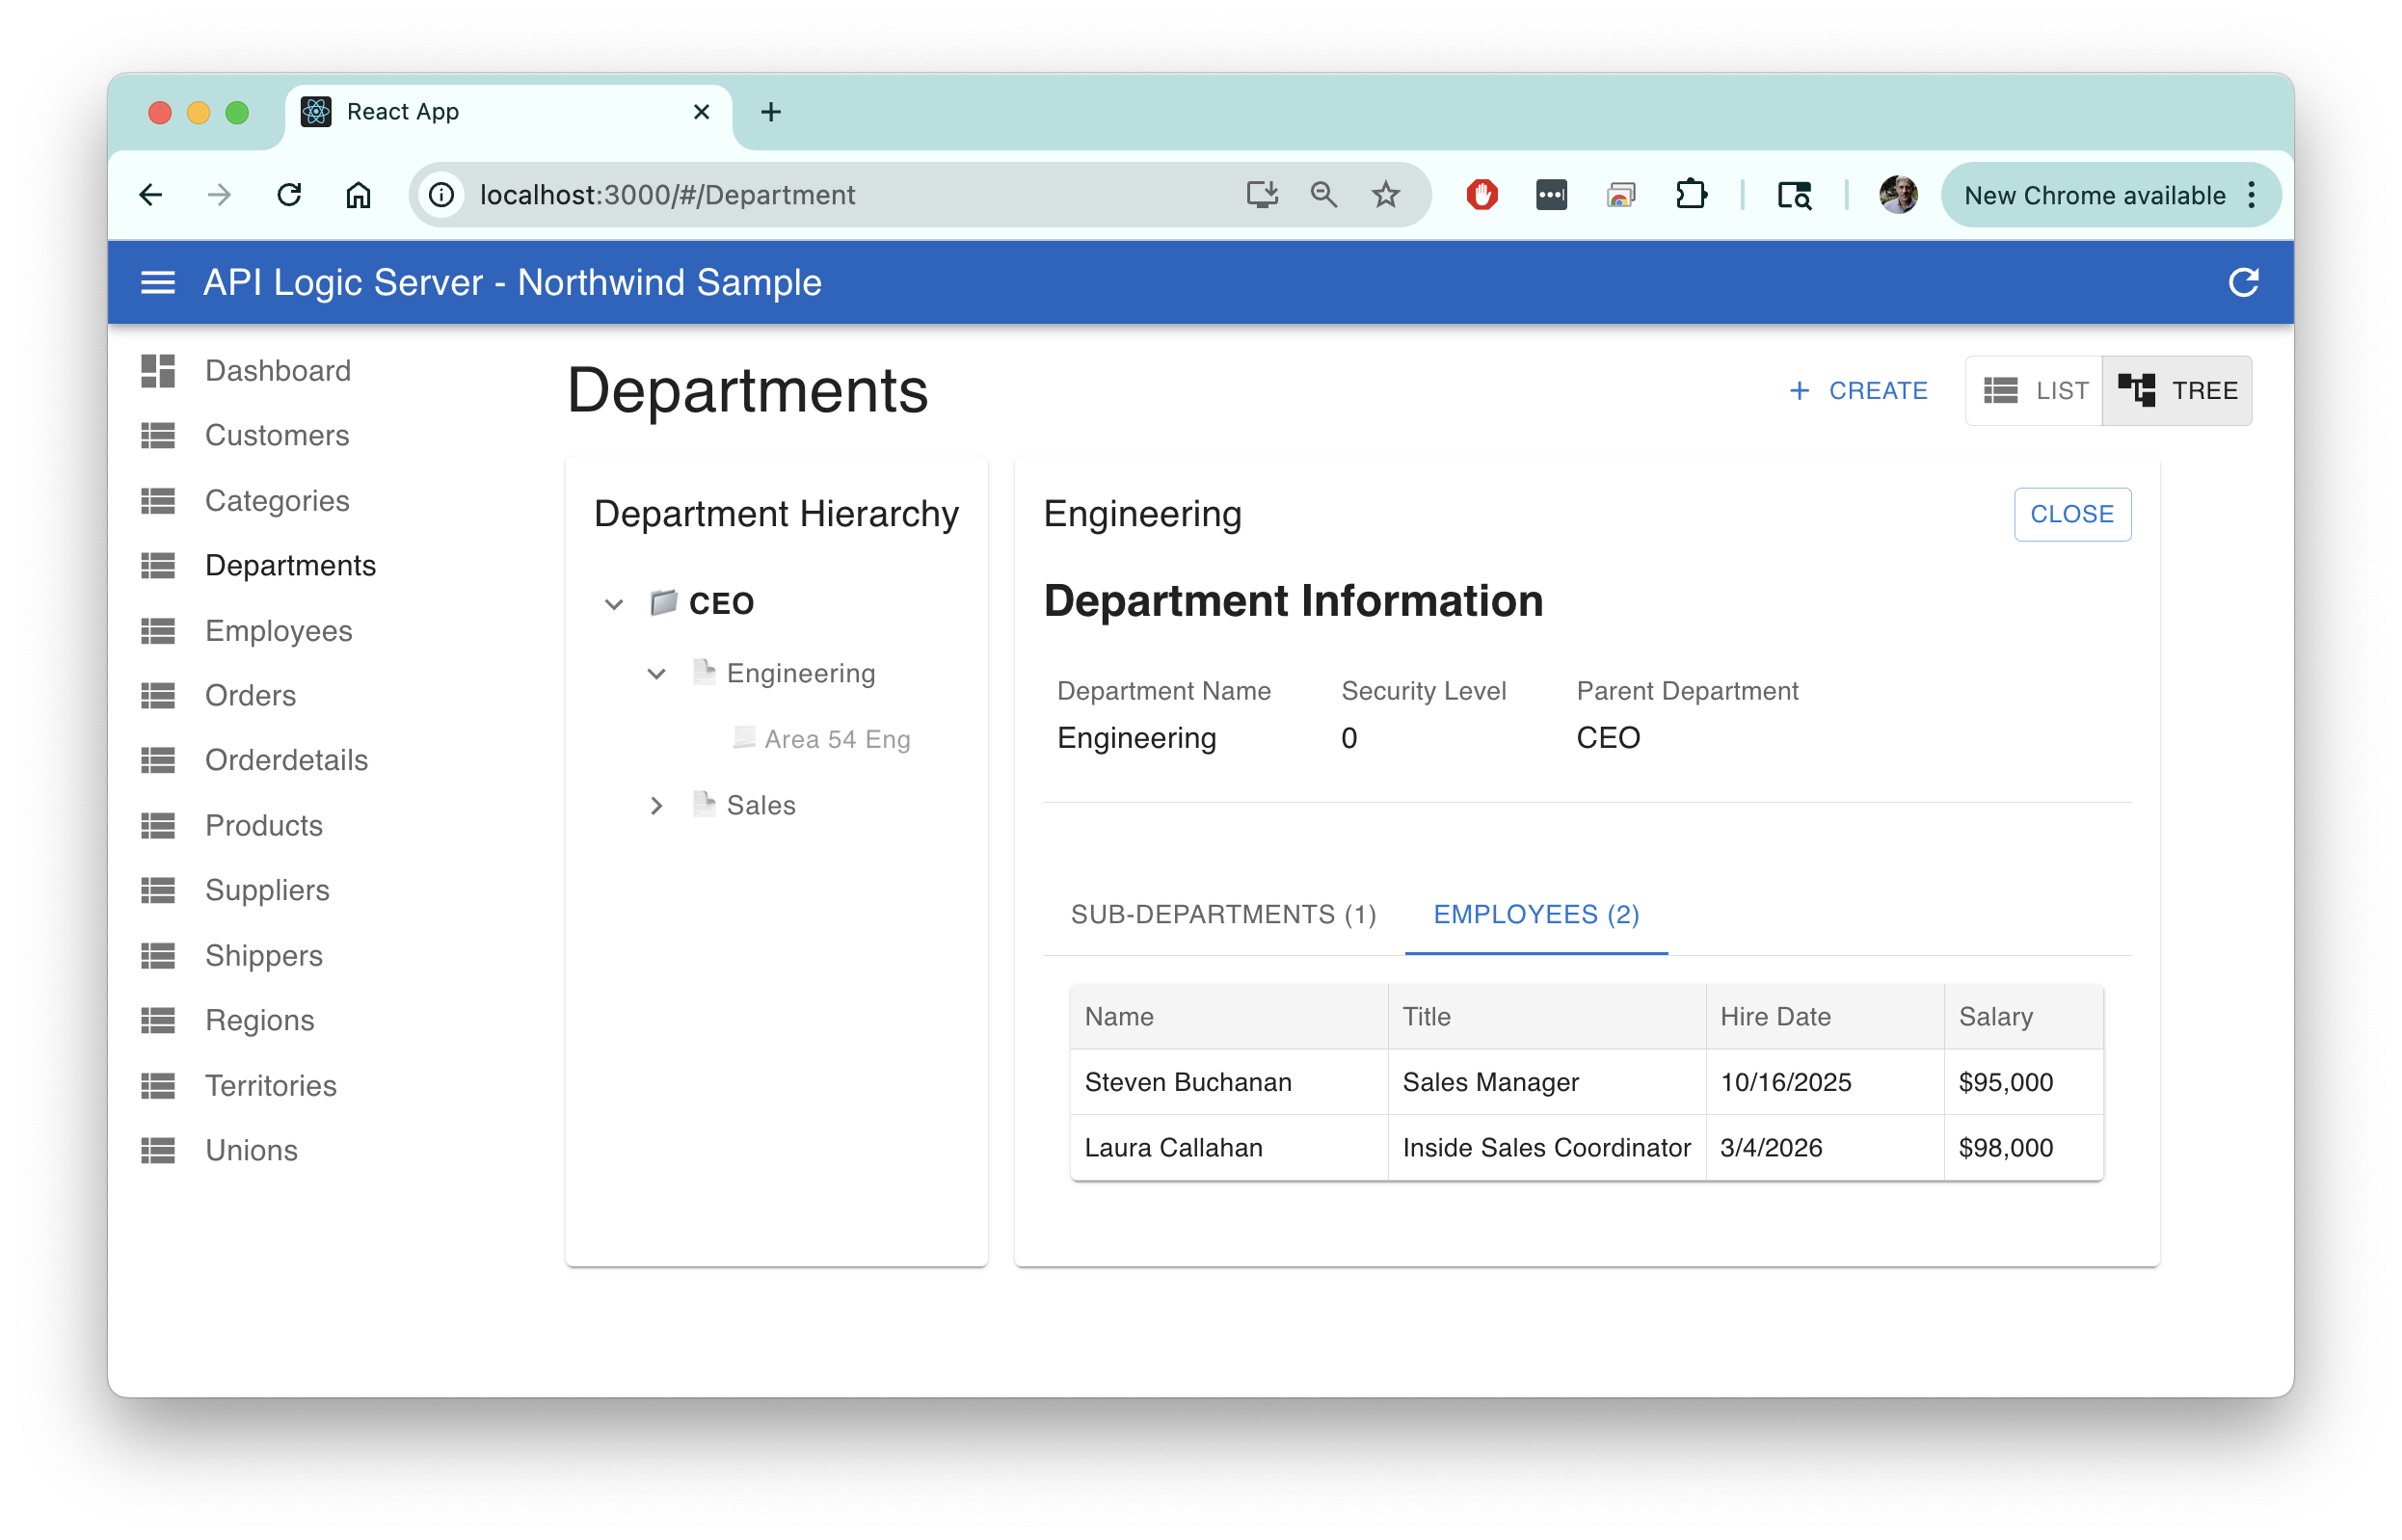 React App
localhost:3000/#/Department
New Chrome available
API Logic Server - Northwind Sample
Dashboard
Customers
Categories
Departments
Employees
Orders
Orderdetails
Products
Suppliers
Shippers
Regions
Territories
Unions
Departments
+ CREATE
LIST
TREE
Department Hierarchy
CEO
Engineering
Area 54 Eng
Sales
Engineering
CLOSE
Department Information
Department Name Security Level Parent Department
Engineering 0 CEO
SUB-DEPARTMENTS (1) EMPLOYEES (2)
Name Title Hire Date Salary
Steven Buchanan Sales Manager 10/16/2025 $95,000
Laura Callahan Inside Sales Coordinator 3/4/2026 $98,000